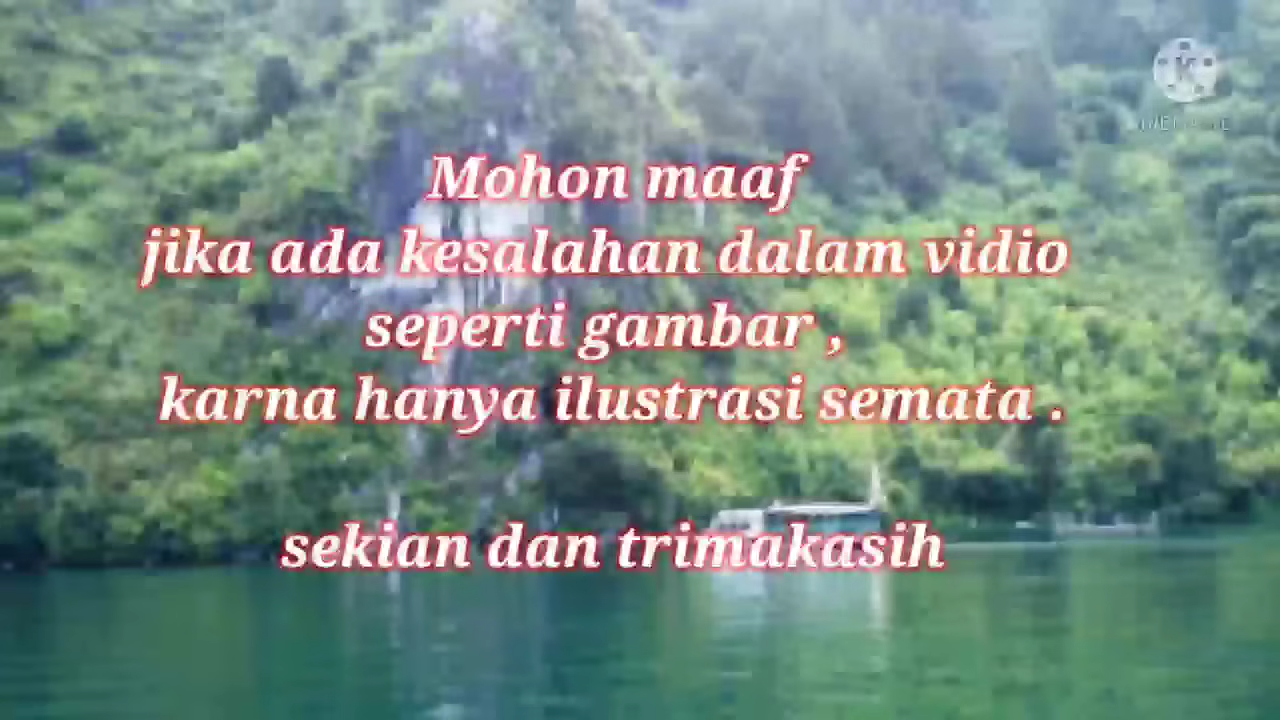 Mohon maaf
jika ada kesalahan dalam vidio
seperti gambar ,
karna hanya ilustrasi semata .
sekian dan trimakasih